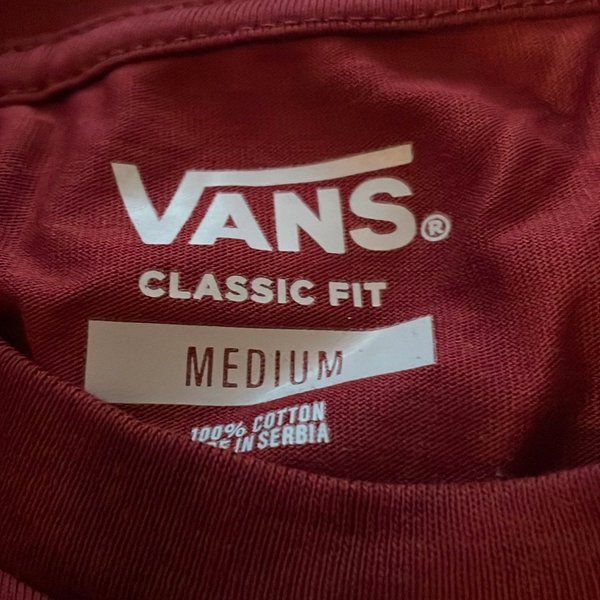 VANS®
CLASSIC FIT
MEDIUM
100% COTTON
IN SERBIA